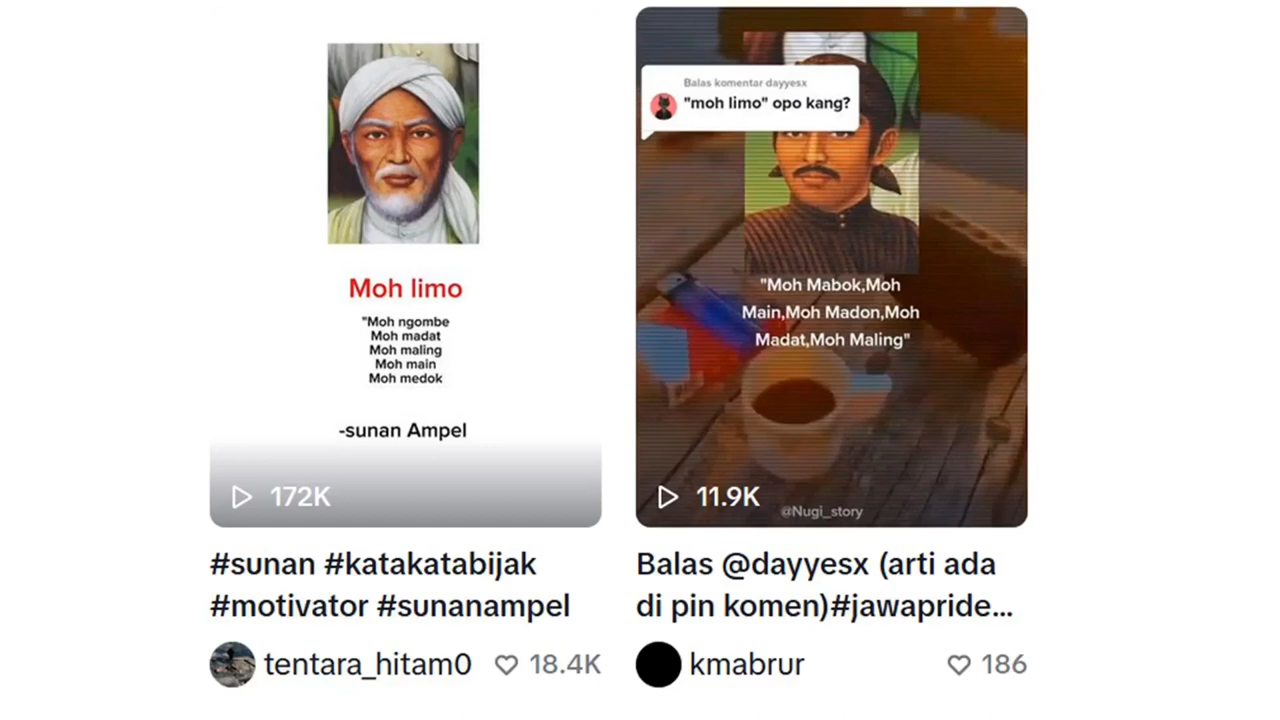 Moh limo
"Moh ngombe
Moh madat
Moh maling
Moh main
Moh medok
-sunan Ampel
172K
#sunan #katakatabijak
#motivator #sunanampel
tentara_hitam0
18.4K
Balas komentar dayyesx
"moh limo" opo kang?
"Moh Mabok,Moh
Main,Moh Madon,Moh
Madat,Moh Maling"
11.9K
@Nugi_story
Balas @dayyesx (arti ada
di pin komen)#jawapride...
kmabrur
186